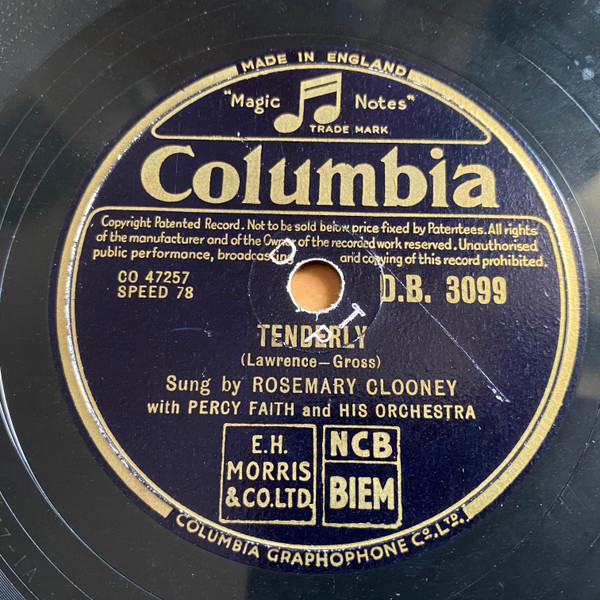 MADE IN ENGLAND
"Magic Notes"
TRADE MARK
Columbia
Copyright Patented Record. Not to be sold below price fixed by Patentees. All rights
of the manufacturer and of the Owner of the recorded work reserved. Unauthorised
public performance, broadcasting and copying of this record prohibited.
CO 47257
SPEED 78
D.B. 3099
TENDERLY
(Lawrence—Gross)
Sung by ROSEMARY CLOONEY
with PERCY FAITH and HIS ORCHESTRA
E.H.
MORRIS
& CO. LTD
NCB
BIEM
COLUMBIA GRAPHOPHONE CO. LTD.